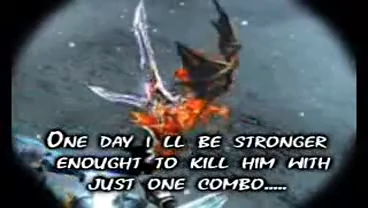 One day i ll be stronger
enought to kill him with
just one combo.....